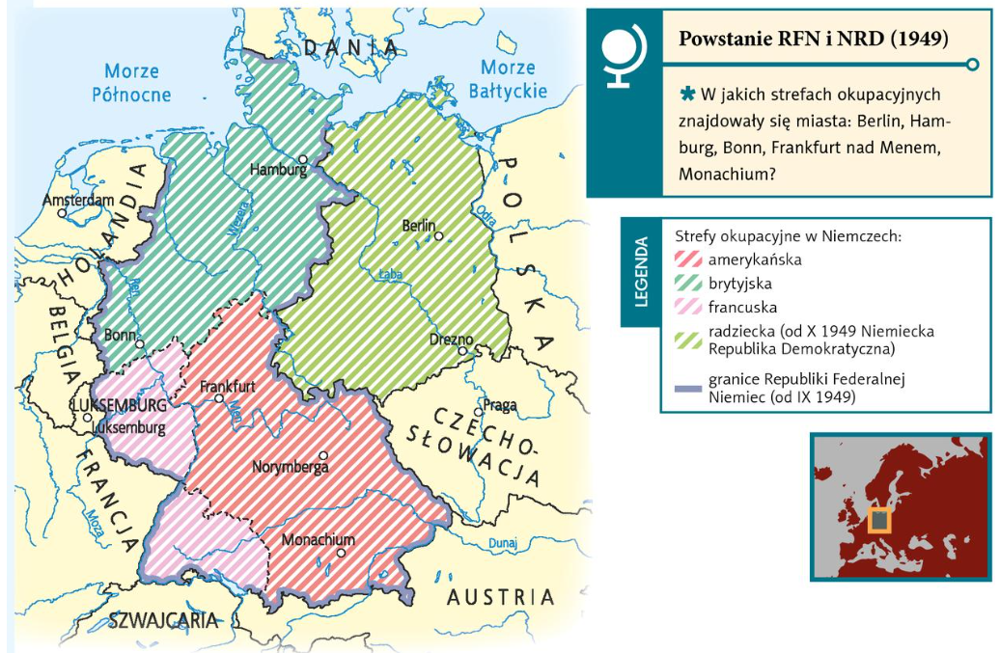 Powstanie RFN i NRD (1949)
* W jakich strefach okupacyjnych
znajdowały się miasta: Berlin, Ham-
burg, Bonn, Frankfurt nad Menem,
Monachium?
LEGENDA
Strefy okupacyjne w Niemczech:
amerykańska
brytyjska
francuska
radziecka (od X 1949 Niemiecka
Republika Demokratyczna)
granice Republiki Federalnej
Niemiec (od IX 1949)
DANIA
Morze
Północne
Morze
Bałtyckie
Hamburg
Amsterdam
HOLANDIA
POLSKA
Wezera
Odra
Berlin
Łaba
Ren
BELGIA
Bonn
Drezno
Frankfurt
Men
LUKSEMBURG
Luksemburg
Praga
CZECHO-
SŁOWACJA
Norymberga
FRANCJA
Moza
Monachium
Dunaj
AUSTRIA
SZWAJCARIA